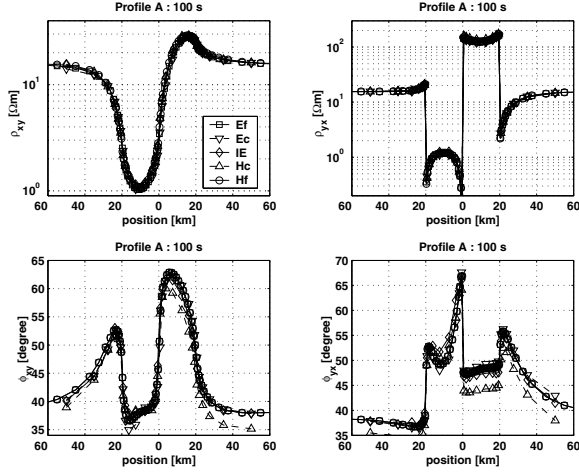 Profile A : 100 s
10¹
10⁰
ρxy [Ωm]
Ef
Ec
IE
Hc
Hf
60 40 20 0 20 40 60
position [km]
Profile A : 100 s
10²
10¹
10⁰
ρyx [Ωm]
60 40 20 0 20 40 60
position [km]
Profile A : 100 s
65
60
55
50
45
40
35
ϕxy [degree]
60 40 20 0 20 40 60
position [km]
Profile A : 100 s
70
65
60
55
50
45
40
35
ϕyx [degree]
60 40 20 0 20 40 60
position [km]